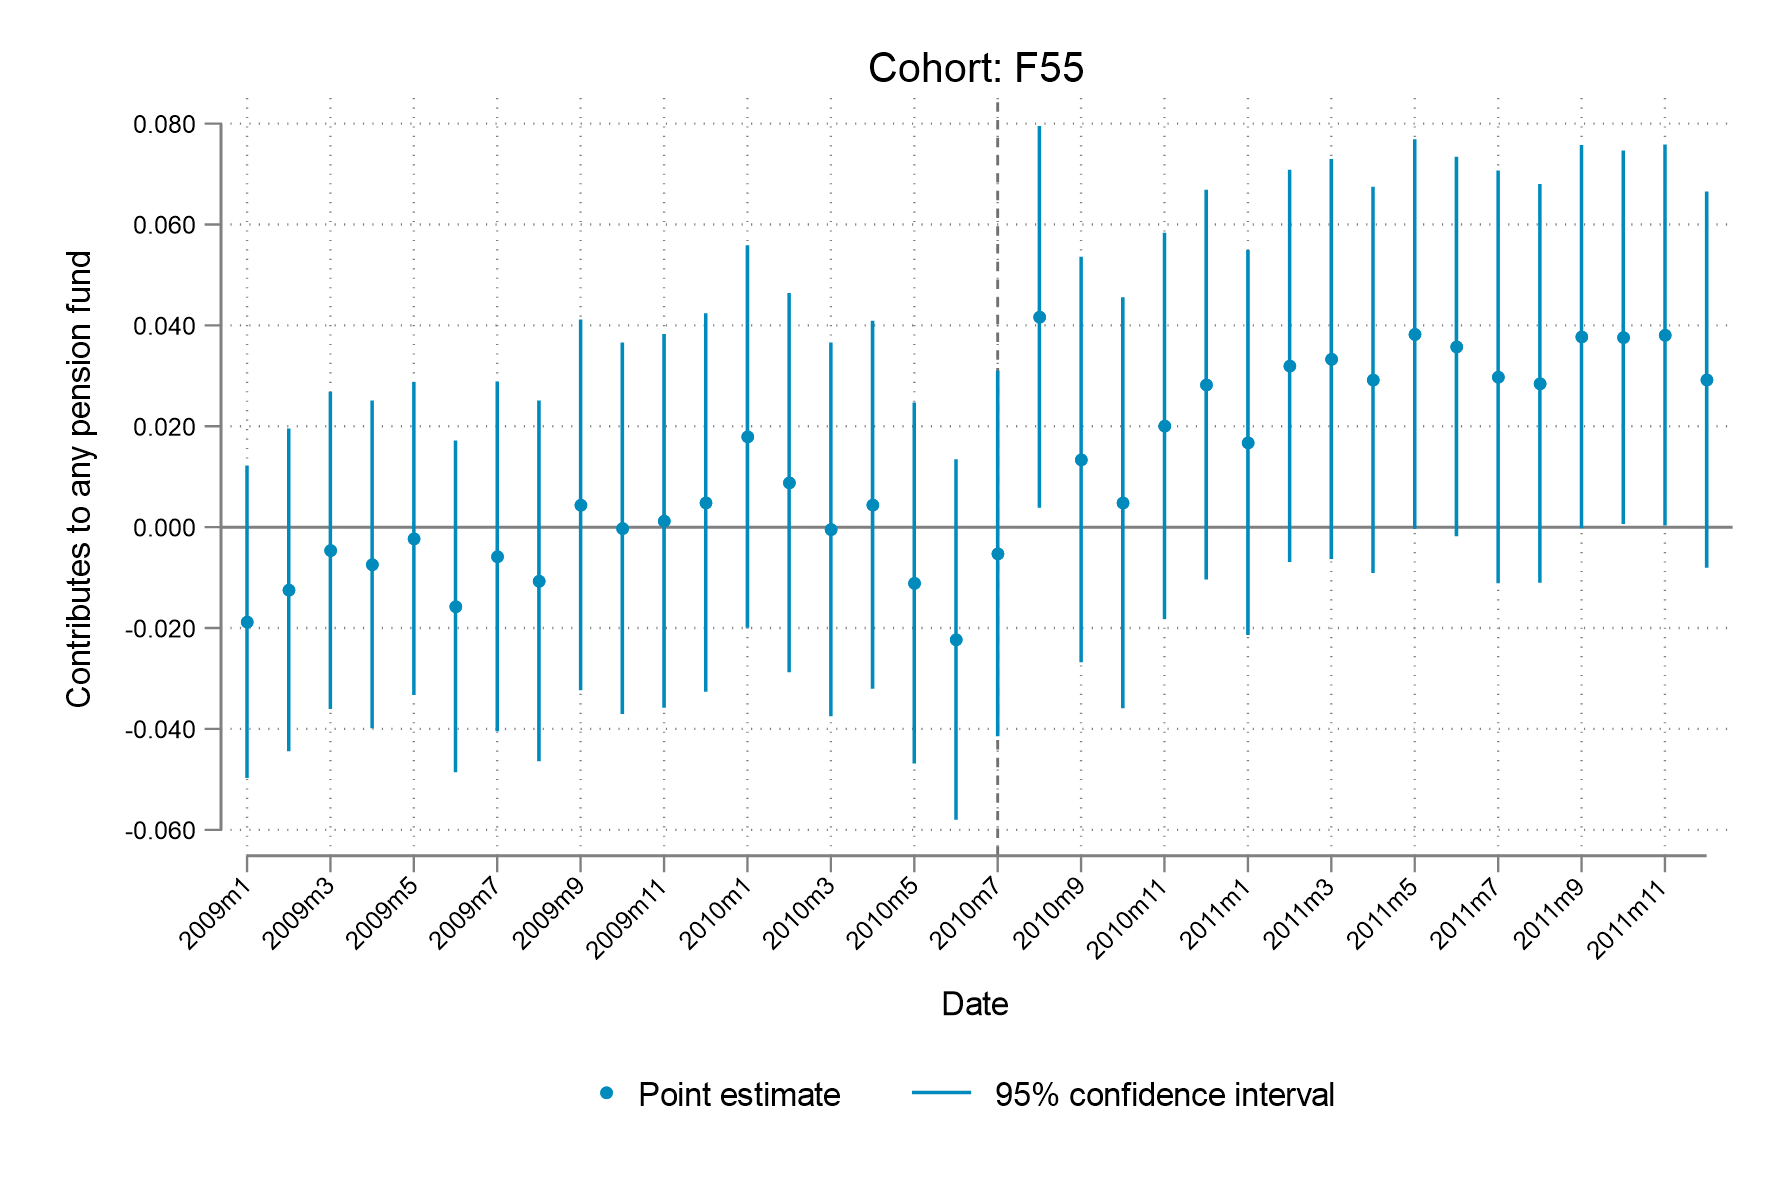 Cohort: F55
Contributes to any pension fund
0.080
0.060
0.040
0.020
0.000
-0.020
-0.040
-0.060
2009m1
2009m3
2009m5
2009m7
2009m9
2009m11
2010m1
2010m3
2010m5
2010m7
2010m9
2010m11
2011m1
2011m3
2011m5
2011m7
2011m9
2011m11
Date
Point estimate
95% confidence interval